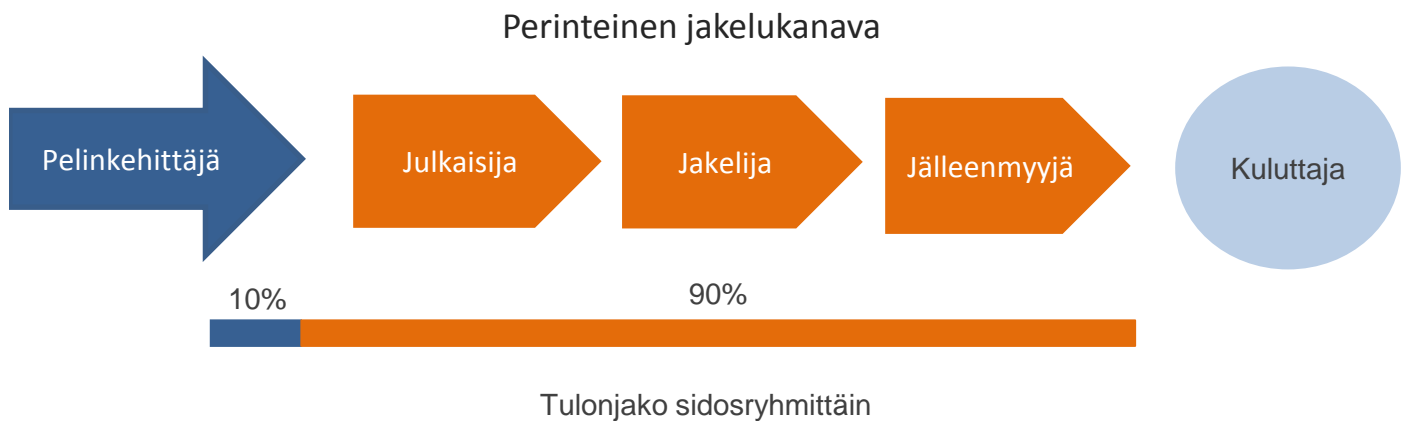 Perinteinen jakelukanava
Pelinkehittäjä
Julkaisija
Jakelija
Jälleenmyyjä
Kuluttaja
10%
90%
Tulonjako sidosryhmittäin